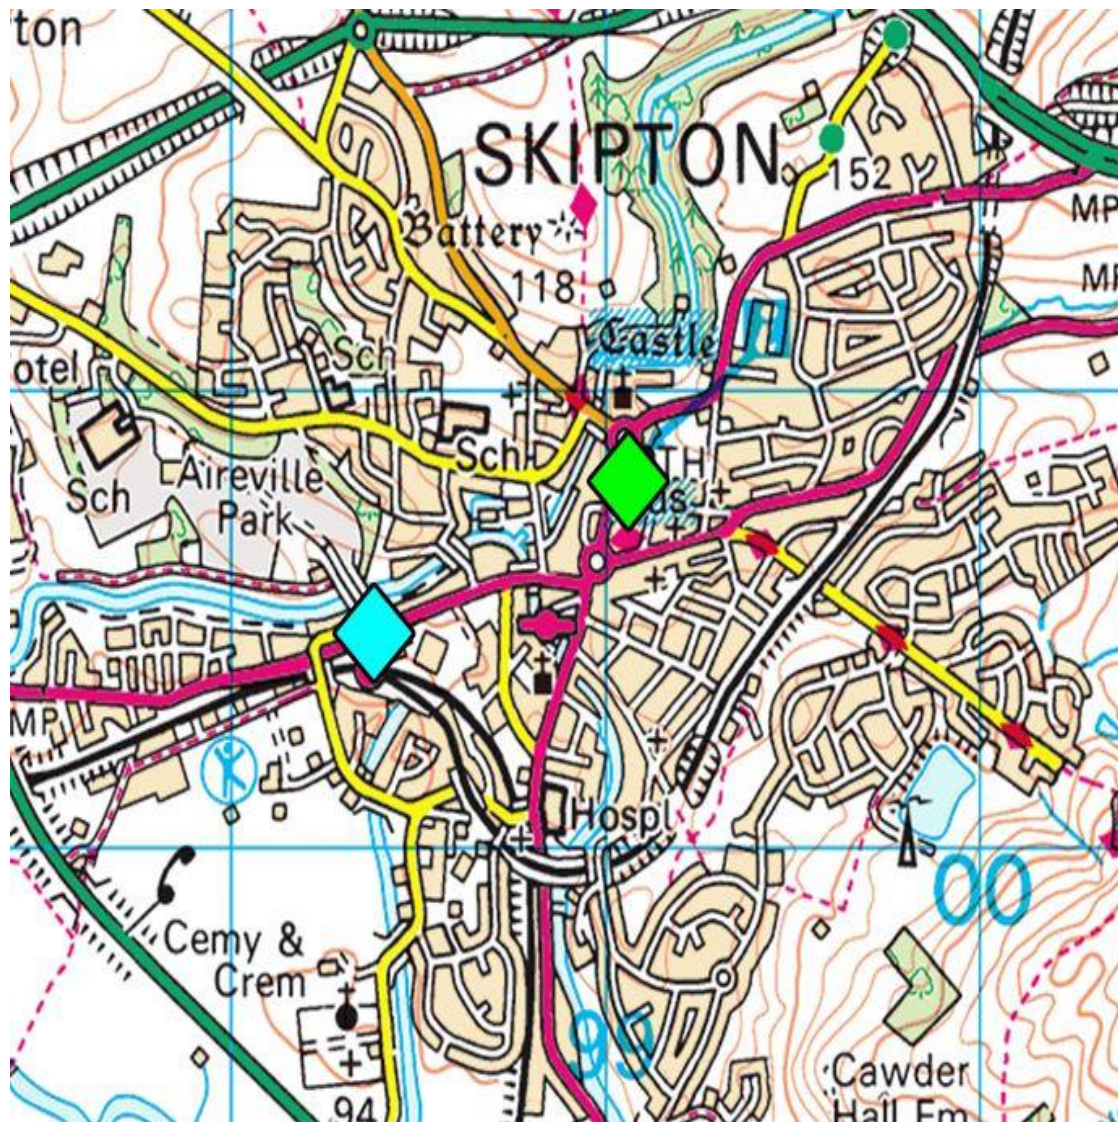 ton
SKIPTON
152
MP
Battery
118
Castle
i
otel
Sch
Sch
TH
Sch
Aireville
Park
MP
Hospl
00
Cemy &
Crem
99
94
Cawder
Hall Fm